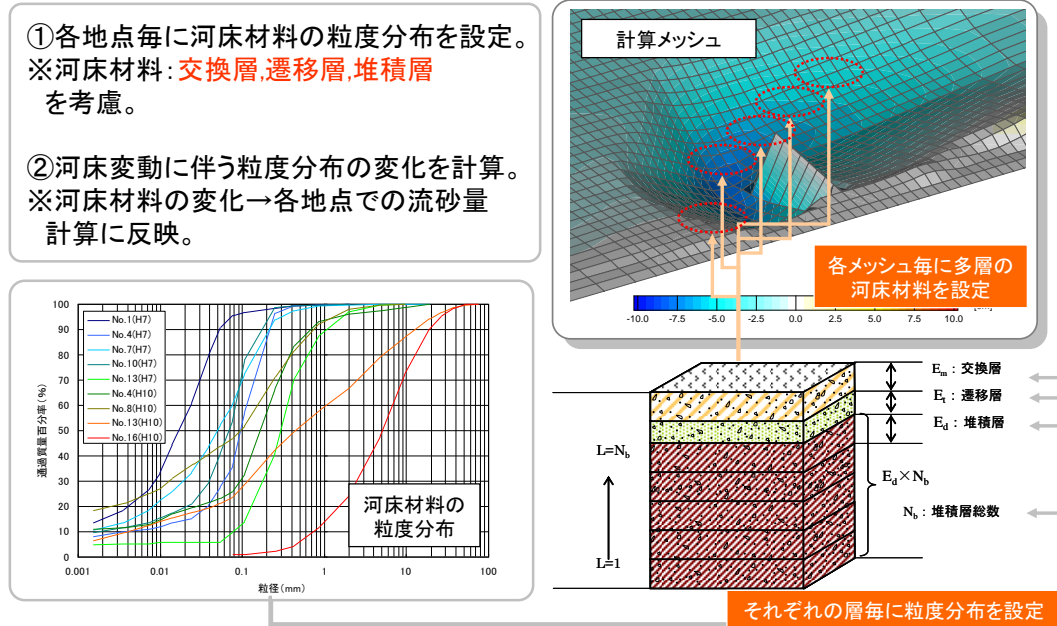 ①各地点毎に河床材料の粒度分布を設定。
※河床材料：交換層,遷移層,堆積層
を考慮。
②河床変動に伴う粒度分布の変化を計算。
※河床材料の変化→各地点での流砂量
計算に反映。
計算メッシュ
各メッシュ毎に多層の
河床材料を設定
-10.0 -7.5 -5.0 -2.5 0.0 2.5 5.0 7.5 10.0
通過質量百分率(%)
100
90
80
70
60
50
40
30
20
10
0
No.1(H7)
No.4(H7)
No.7(H7)
No.10(H7)
No.13(H7)
No.4(H10)
No.8(H10)
No.13(H10)
No.16(H10)
河床材料の
粒度分布
0.001 0.01 0.1 1 10 100
粒径(mm)
Em：交換層
Et：遷移層
Ed：堆積層
L=Nb
Ed×Nb
Nb：堆積層総数
L=1
それぞれの層毎に粒度分布を設定